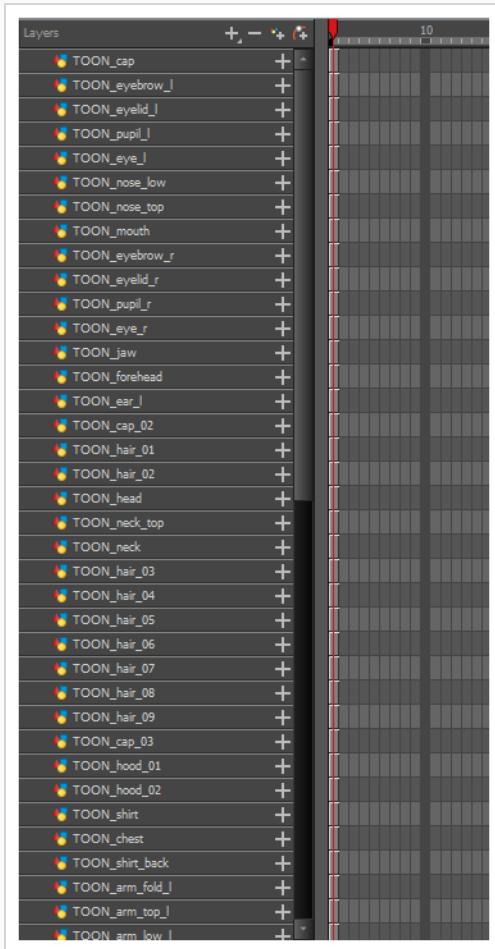 Layers
10
TOON_cap
TOON_eyebrow_l
TOON_eyelid_l
TOON_pupil_l
TOON_eye_l
TOON_nose_low
TOON_nose_top
TOON_mouth
TOON_eyebrow_r
TOON_eyelid_r
TOON_pupil_r
TOON_eye_r
TOON_jaw
TOON_forehead
TOON_ear_l
TOON_cap_02
TOON_hair_01
TOON_hair_02
TOON_head
TOON_neck_top
TOON_neck
TOON_hair_03
TOON_hair_04
TOON_hair_05
TOON_hair_06
TOON_hair_07
TOON_hair_08
TOON_hair_09
TOON_cap_03
TOON_hood_01
TOON_hood_02
TOON_shirt
TOON_chest
TOON_shirt_back
TOON_arm_fold_l
TOON_arm_top_l
TOON_arm_low_l